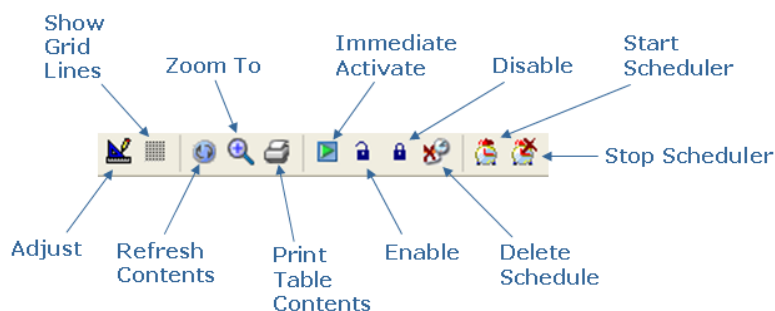 Show
Grid
Lines
Zoom To
Immediate
Activate
Disable
Start
Scheduler
Stop Scheduler
Adjust
Refresh
Contents
Print
Table
Contents
Enable
Delete
Schedule